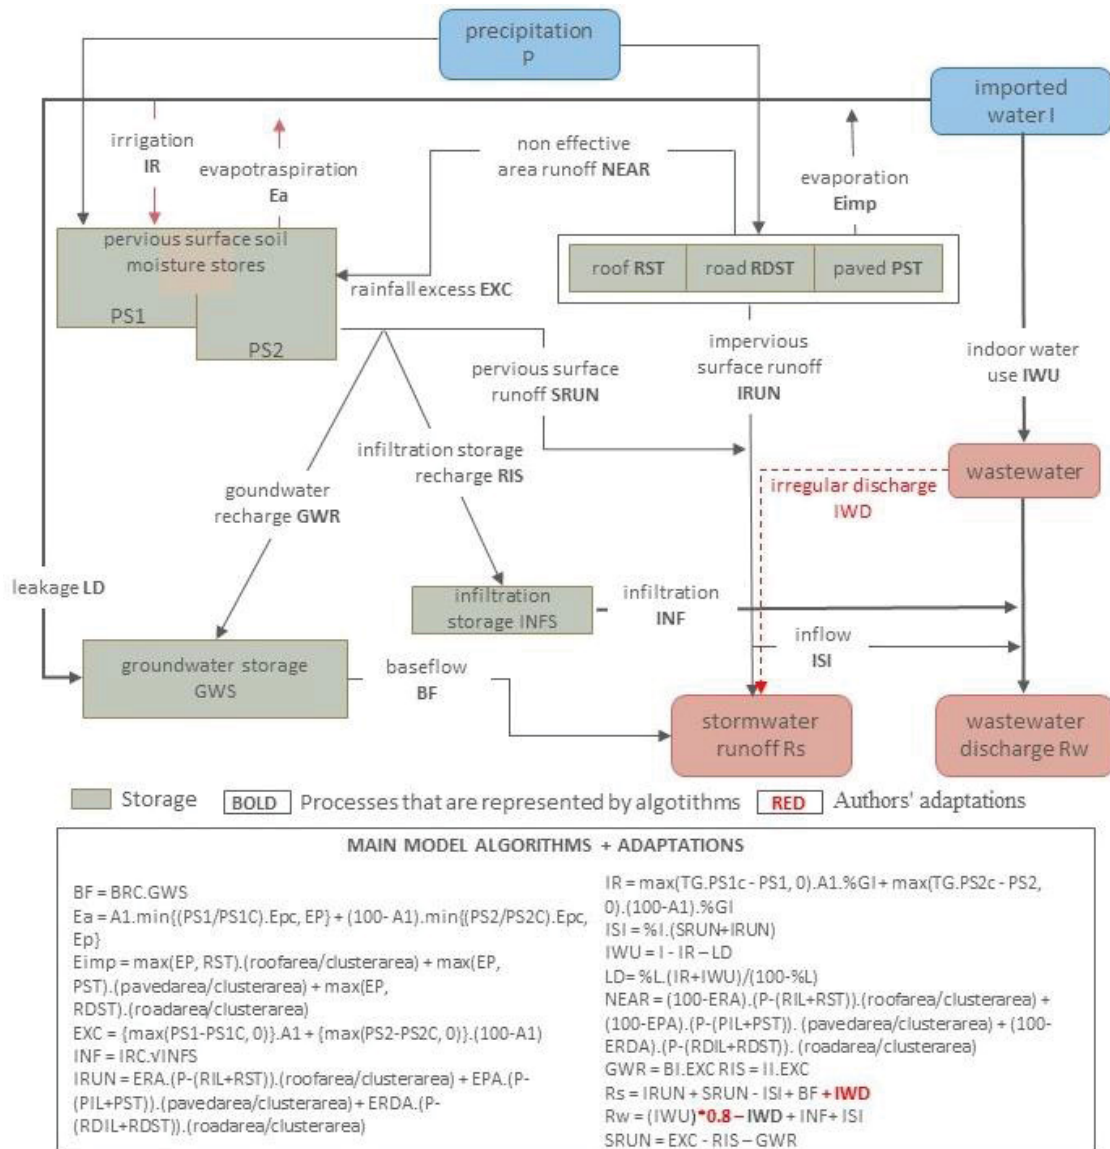 precipitation
P
imported
water I
irrigation
IR
evapotraspiration
Ea
non effective
area runoff NEAR
evaporation
Eimp
pervious surface soil
moisture stores
PS1
PS2
roof RST
road RDST
paved PST
rainfall excess EXC
pervious surface
runoff SRUN
impervious
surface runoff
IRUN
indoor water
use IWU
infiltration storage
recharge RIS
goundwater
recharge GWR
wastewater
irregular discharge
IWD
leakage LD
infiltration
storage INFS
infiltration
INF
inflow
ISI
groundwater storage
GWS
baseflow
BF
stormwater
runoff Rs
wastewater
discharge Rw
Storage
BOLD Processes that are represented by algotithms
RED Authors' adaptations
MAIN MODEL ALGORITHMS + ADAPTATIONS
BF = BRC.GWS
Ea = A1.min{(PS1/PS1C).Epc, EP} + (100- A1).min{(PS2/PS2C).Epc,
Ep}
Eimp = max(EP, RST).(roofarea/clusterarea) + max(EP,
PST).(pavedarea/clusterarea) + max(EP,
RDST).(roadarea/clusterarea)
EXC = {max(PS1-PS1C, 0)}.A1 + {max(PS2-PS2C, 0)}.(100-A1)
INF = IRC.√INFS
IRUN = ERA.(P-(RIL+RST)).(roofarea/clusterarea) + EPA.(P-
(PIL+PST)).(pavedarea/clusterarea) + ERDA.(P-
(RDIL+RDST)).(roadarea/clusterarea)
IR = max(TG.PS1c - PS1, 0).A1.%GI + max(TG.PS2c - PS2,
0).(100-A1).%GI
ISI = %I.(SRUN+IRUN)
IWU = I - IR – LD
LD= %L.(IR+IWU)/(100-%L)
NEAR = (100-ERA).(P-(RIL+RST)).(roofarea/clusterarea) +
(100-EPA).(P-(PIL+PST)). (pavedarea/clusterarea) + (100-
ERDA).(P-(RDIL+RDST)). (roadarea/clusterarea)
GWR = BI.EXC RIS = II.EXC
Rs = IRUN + SRUN - ISI + BF + IWD
Rw = (IWU)*0.8 – IWD + INF+ ISI
SRUN = EXC - RIS – GWR